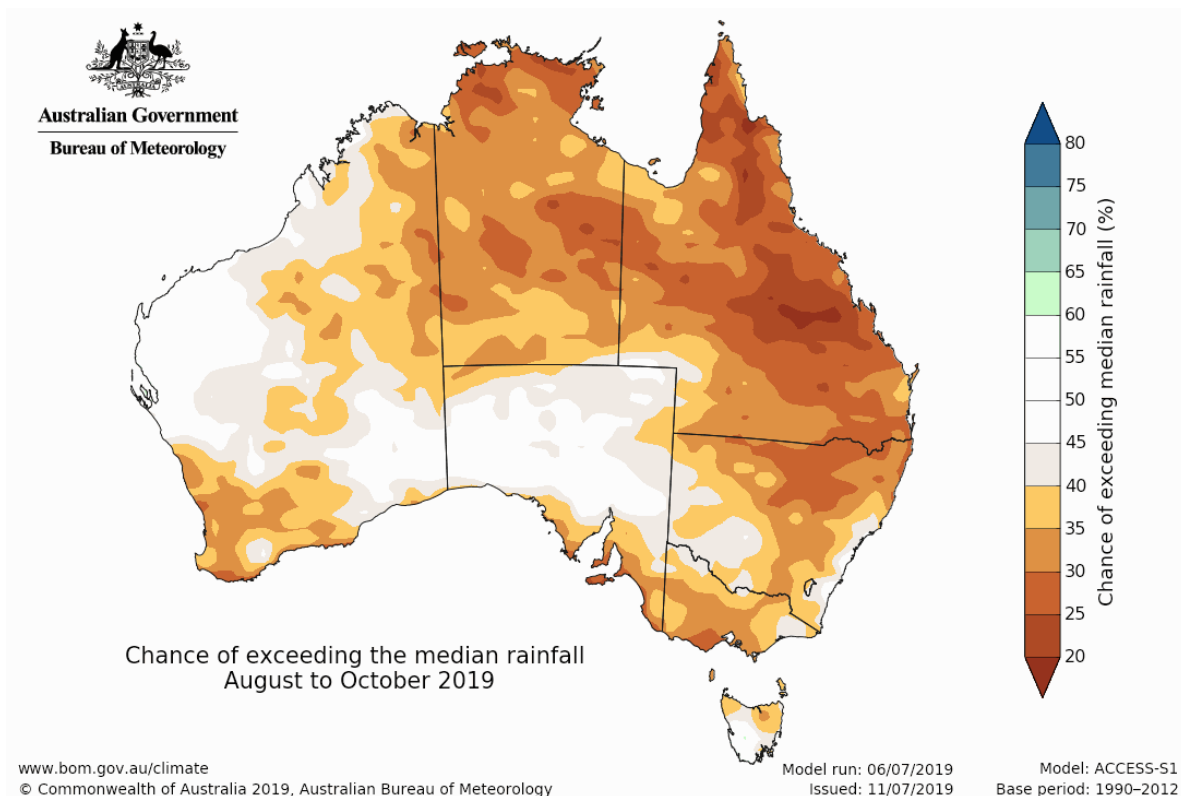 Australian Government
Bureau of Meteorology
80
75
70
65
60
55
50
45
40
35
30
25
20
Chance of exceeding median rainfall (%)
Chance of exceeding the median rainfall
August to October 2019
www.bom.gov.au/climate
© Commonwealth of Australia 2019, Australian Bureau of Meteorology
Model run: 06/07/2019
Issued: 11/07/2019
Model: ACCESS-S1
Base period: 1990–2012